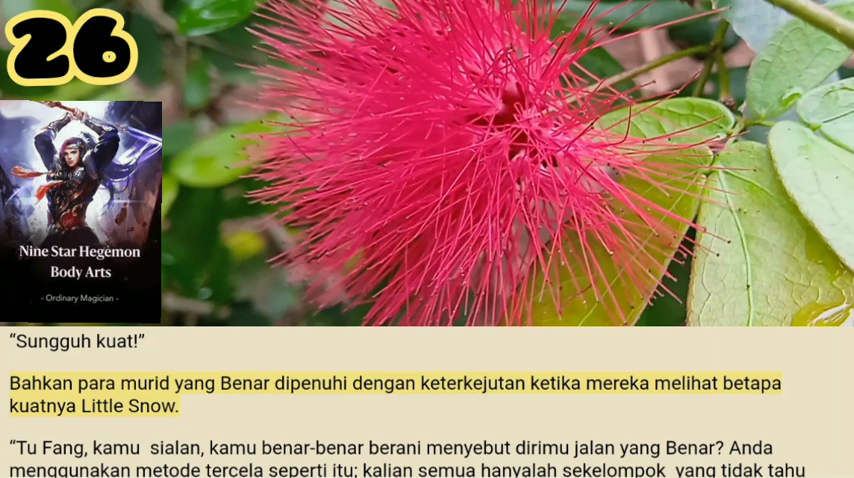 26
Nine Star Hegemon
Body Arts
- Ordinary Magician -
“Sungguh kuat!”
Bahkan para murid yang Benar dipenuhi dengan keterkejutan ketika mereka melihat betapa
kuatnya Little Snow.
“Tu Fang, kamu  sialan, kamu benar-benar berani menyebut dirimu jalan yang Benar? Anda
menggunakan metode tercela seperti itu; kalian semua hanyalah sekelompok  yang tidak tahu